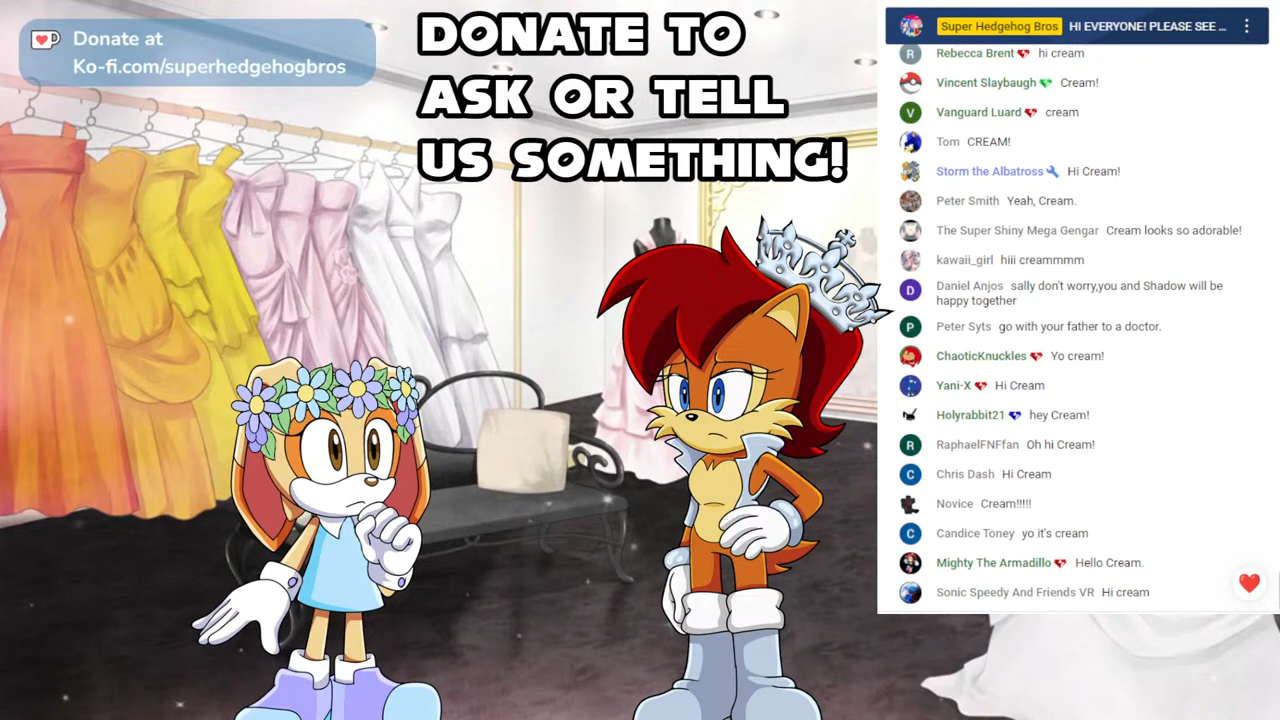 Donate at
Ko-fi.com/superhedgehogbros
DONATE TO
ASK OR TELL
US SOMETHING!
Super Hedgehog Bros HI EVERYONE! PLEASE SEE ...
R Rebecca Brent hi cream
Vincent Slaybaugh Cream!
V Vanguard Luard cream
Tom CREAM!
Storm the Albatross Hi Cream!
Peter Smith Yeah, Cream.
The Super Shiny Mega Gengar Cream looks so adorable!
kawaii_girl hiii creammmm
D Daniel Anjos sally don't worry,you and Shadow will be
happy together
P Peter Syts go with your father to a doctor.
ChaoticKnuckles Yo cream!
Yani-X Hi Cream
Holyrabbit21 hey Cream!
R RaphaelFNFfan Oh hi Cream!
C Chris Dash Hi Cream
Novice Cream!!!!!
C Candice Toney yo it's cream
Mighty The Armadillo Hello Cream.
Sonic Speedy And Friends VR Hi cream